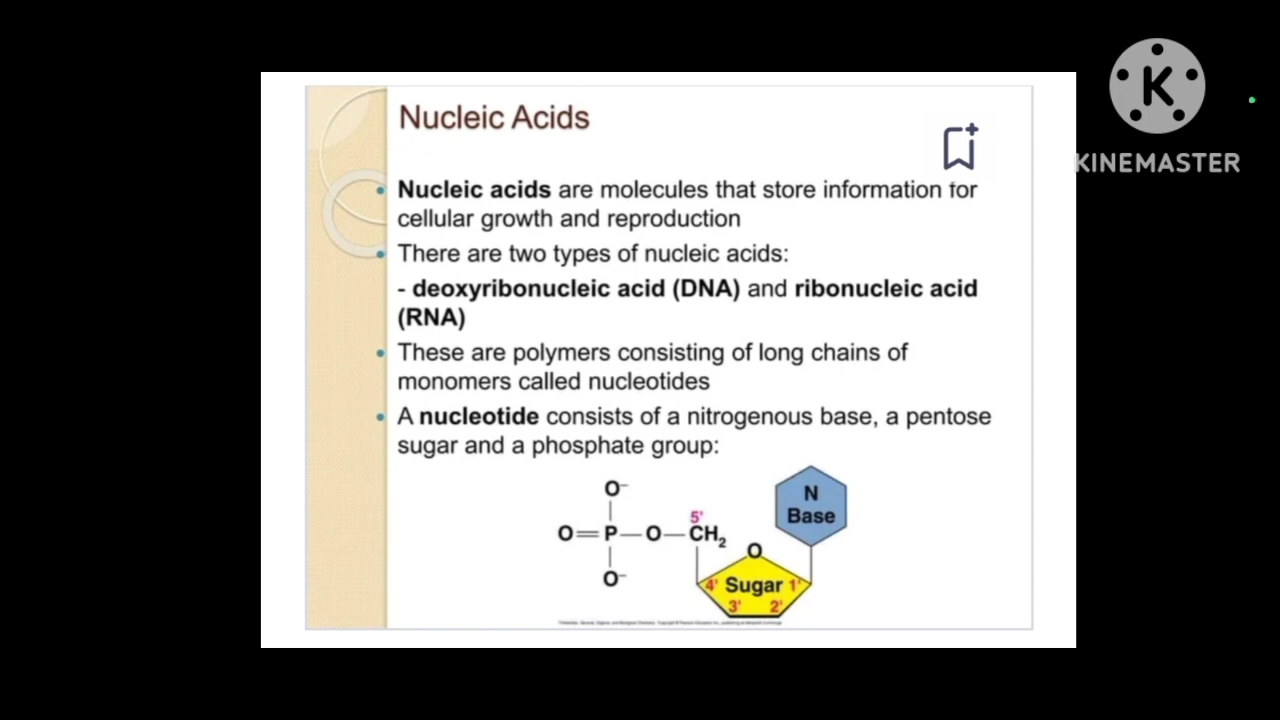 Nucleic Acids
KINEMASTER
Nucleic acids are molecules that store information for
cellular growth and reproduction
There are two types of nucleic acids:
- deoxyribonucleic acid (DNA) and ribonucleic acid
(RNA)
These are polymers consisting of long chains of
monomers called nucleotides
A nucleotide consists of a nitrogenous base, a pentose
sugar and a phosphate group:
O⁻
N
Base
5'
O=P—O—CH₂
O
O⁻
4' Sugar 1'
3' 2'